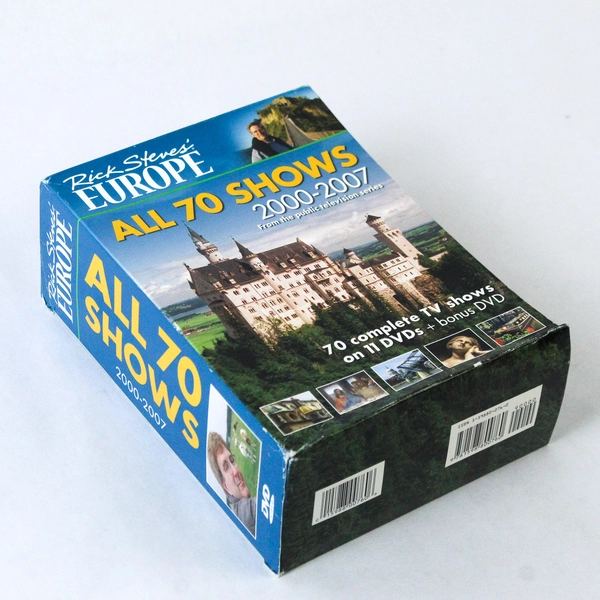 Rick Steves'
EUROPE
ALL 70 SHOWS
2000-2007
From the public television series
70 complete TV shows
on 11 DVDs + bonus DVD
Rick Steves'
EUROPE
ALL 70
SHOWS
2000-2007
DVD